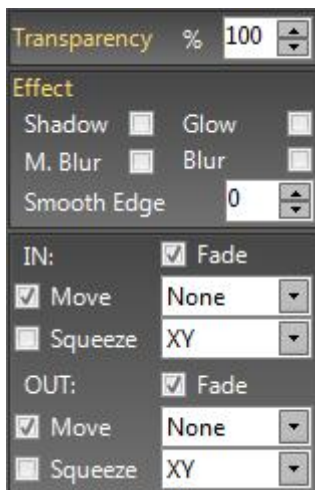 Transparency % 100
Effect
Shadow Glow
M. Blur Blur
Smooth Edge 0
IN: Fade
Move None
Squeeze XY
OUT: Fade
Move None
Squeeze XY